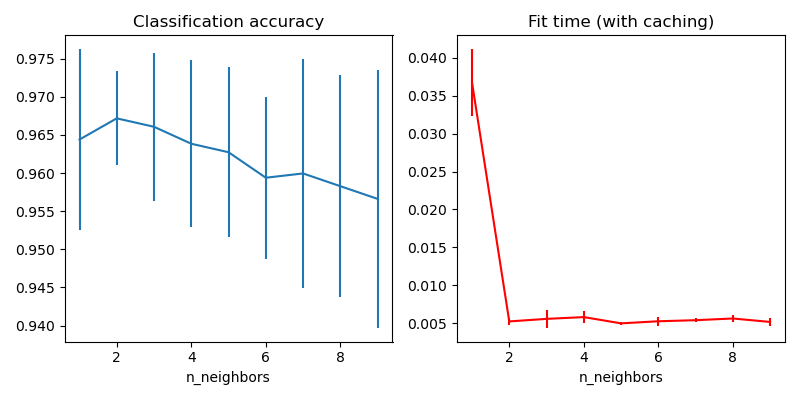 Classification accuracy
0.975
0.970
0.965
0.960
0.955
0.950
0.945
0.940
2 4 6 8
n_neighbors
Fit time (with caching)
0.040
0.035
0.030
0.025
0.020
0.015
0.010
0.005
2 4 6 8
n_neighbors